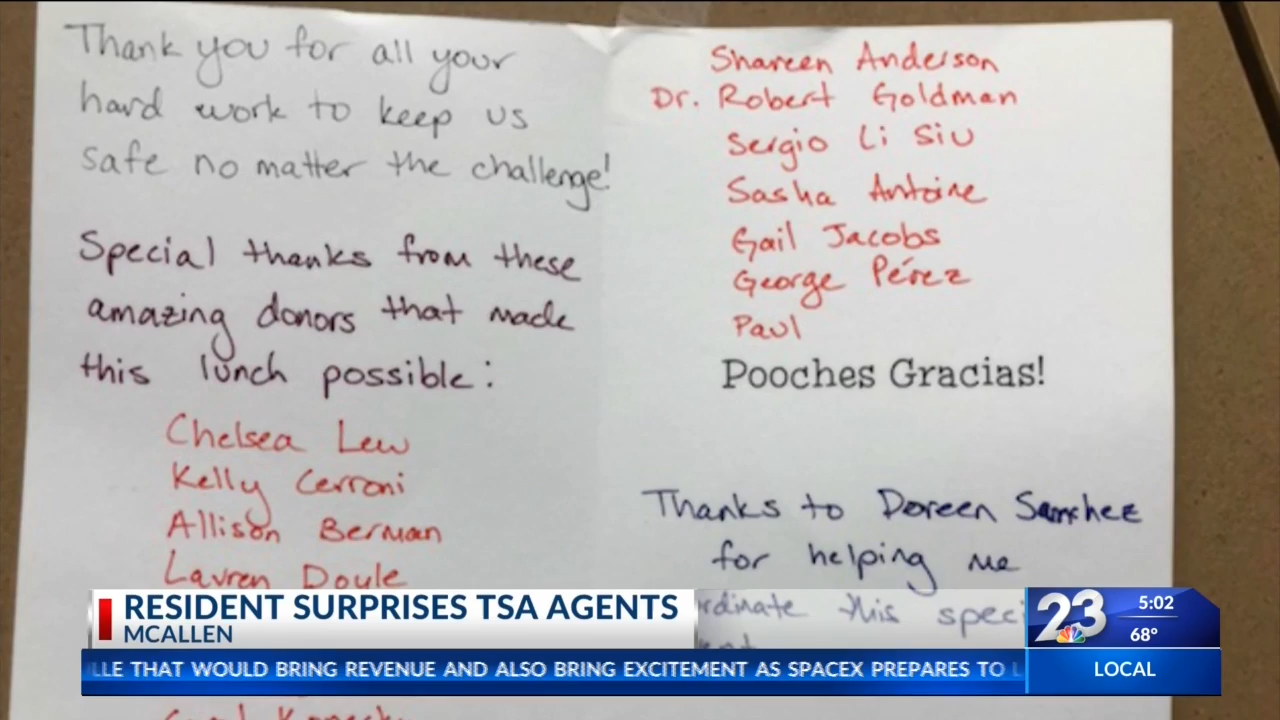 Thank you for all your
hard work to keep us
safe no matter the challenge!
Special thanks from these
amazing donors that made
this lunch possible:
Chelsea Lew
Kelly Cerroni
Allison Berman
Lauren Doyle
Shareen Anderson
Dr. Robert Goldman
Sergio Li Siu
Sasha Antoine
Gail Jacobs
George Pérez
Paul
Pooches Gracias!
Thanks to Doreen Sanchez
for helping me
this
RESIDENT SURPRISES TSA AGENTS
MCALLEN
23
5:02
68°
LOCAL
THAT WOULD BRING REVENUE AND ALSO BRING EXCITEMENT AS SPACEX PREPARES TO